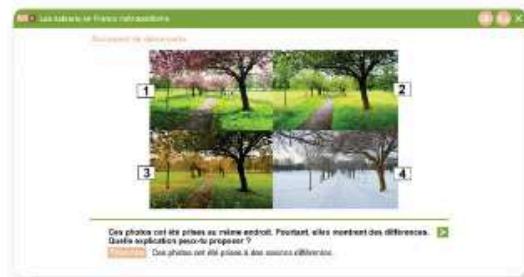 Les saisons en France métropolitaine
Document de découverte
1
2
3
4
Ces photos ont été prises au même endroit. Pourtant, elles montrent des différences.
Quelle explication peux-tu proposer ?
Ces photos ont été prises à des saisons différentes.